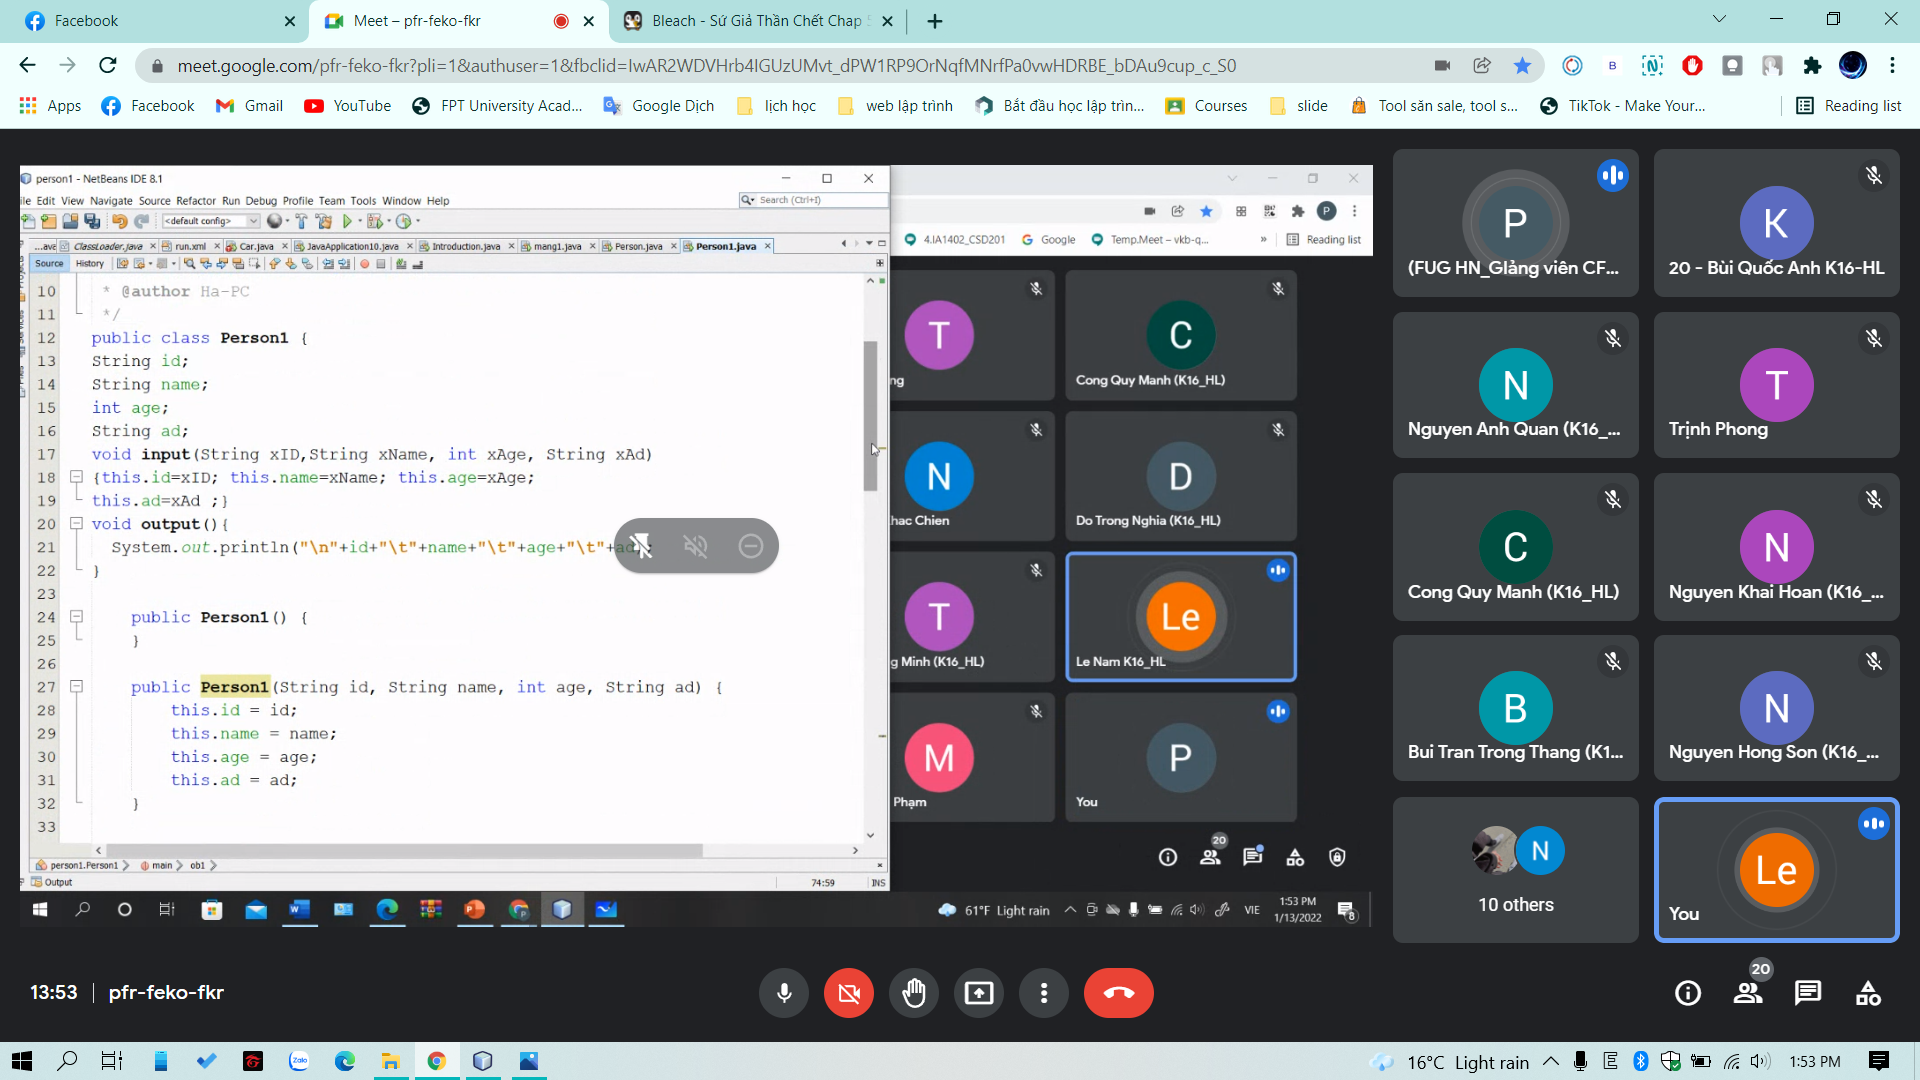 Facebook
Meet – pfr-feko-fkr
Bleach - Sứ Giả Thần Chết Chap
meet.google.com/pfr-feko-fkr?pli=1&authuser=1&fbclid=IwAR2WDVHrb4lGUzUMvt_dPW1RP9OrNqfMNrfPa0vwHDRBE_bDAu9cup_c_S0
Apps
Facebook
Gmail
YouTube
FPT University Acad...
Google Dịch
lịch học
web lập trình
Bắt đầu học lập trìn...
Courses
slide
Tool săn sale, tool s...
TikTok - Make Your...
Reading list
person1 - NetBeans IDE 8.1
ile Edit View Navigate Source Refactor Run Debug Profile Team Tools Window Help
Search (Ctrl+I)
<default config>
...ave
ClassLoader.java
run.xml
Car.java
JavaApplication10.java
Introduction.java
mang1.java
Person.java
Person1.java
Source History
10 * @author Ha-PC
11 */
12 public class Person1 {
13 String id;
14 String name;
15 int age;
16 String ad;
17 void input(String xID,String xName, int xAge, String xAd)
18 {this.id=xID; this.name=xName; this.age=xAge;
19 this.ad=xAd ;}
20 void output(){
21 System.out.println("\n"+id+"\t"+name+"\t"+age+"\t"+ad);
22 }
23
24 public Person1() {
25 }
26
27 public Person1(String id, String name, int age, String ad) {
28 this.id = id;
29 this.name = name;
30 this.age = age;
31 this.ad = ad;
32 }
33
person1.Person1 main ob1
Output
74:59 INS
P
4.IA1402_CSD201
Google
Temp.Meet – vkb-q...
»
Reading list
T
ng
C
Cong Quy Manh (K16_HL)
N
hac Chien
D
Do Trong Nghia (K16_HL)
T
g Minh (K16_HL)
Le
Le Nam K16_HL
M
Phạm
P
You
20
61°F Light rain
VIE
1:53 PM
1/13/2022
8
P
(FUG HN_Giảng viên CF...
K
20 - Bùi Quốc Anh K16-HL
N
Nguyen Anh Quan (K16_...
T
Trịnh Phong
C
Cong Quy Manh (K16_HL)
N
Nguyen Khai Hoan (K16_...
B
Bui Tran Trong Thang (K1...
N
Nguyen Hong Son (K16_...
N
10 others
Le
You
13:53 | pfr-feko-fkr
20
Zalo
16°C Light rain
E
1:53 PM